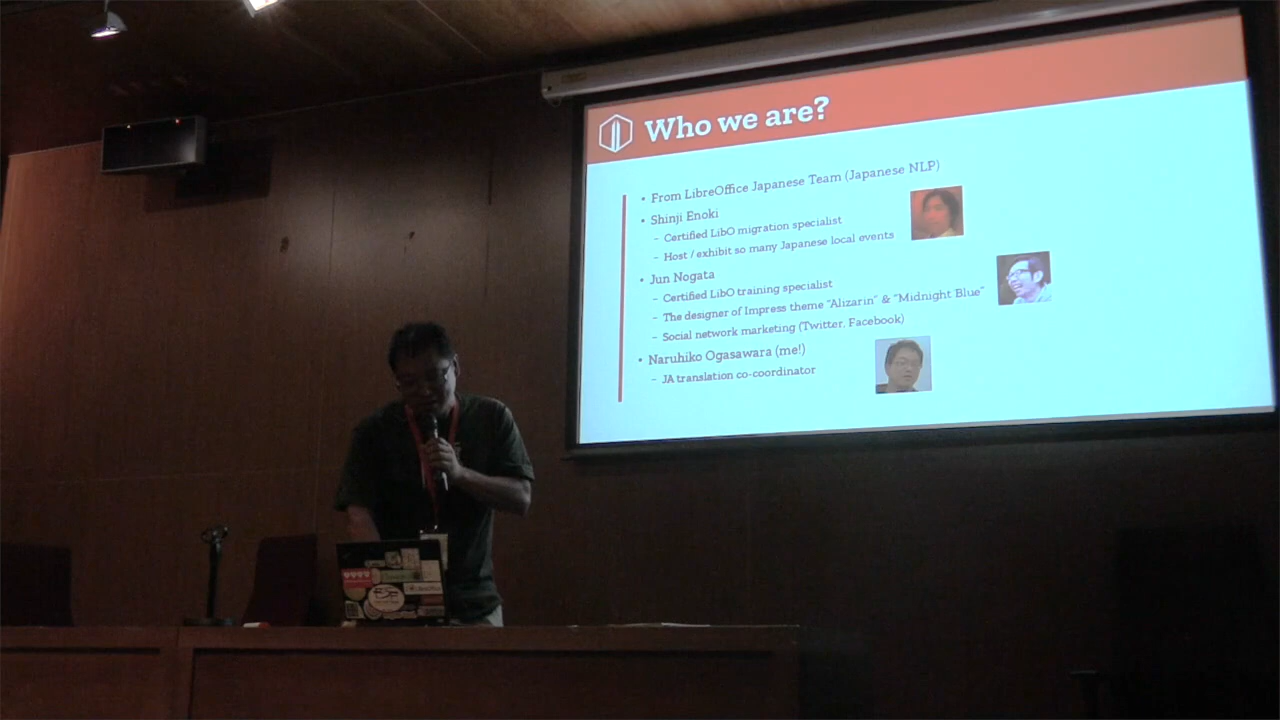 Who we are?
• From LibreOffice Japanese Team (Japanese NLP)
• Shinji Enoki
– Certified LibO migration specialist
– Host / exhibit so many Japanese local events
• Jun Nogata
– Certified LibO training specialist
– The designer of Impress theme "Alizarin" & "Midnight Blue"
– Social network marketing (Twitter, Facebook)
• Naruhiko Ogasawara (me!)
– JA translation co-coordinator